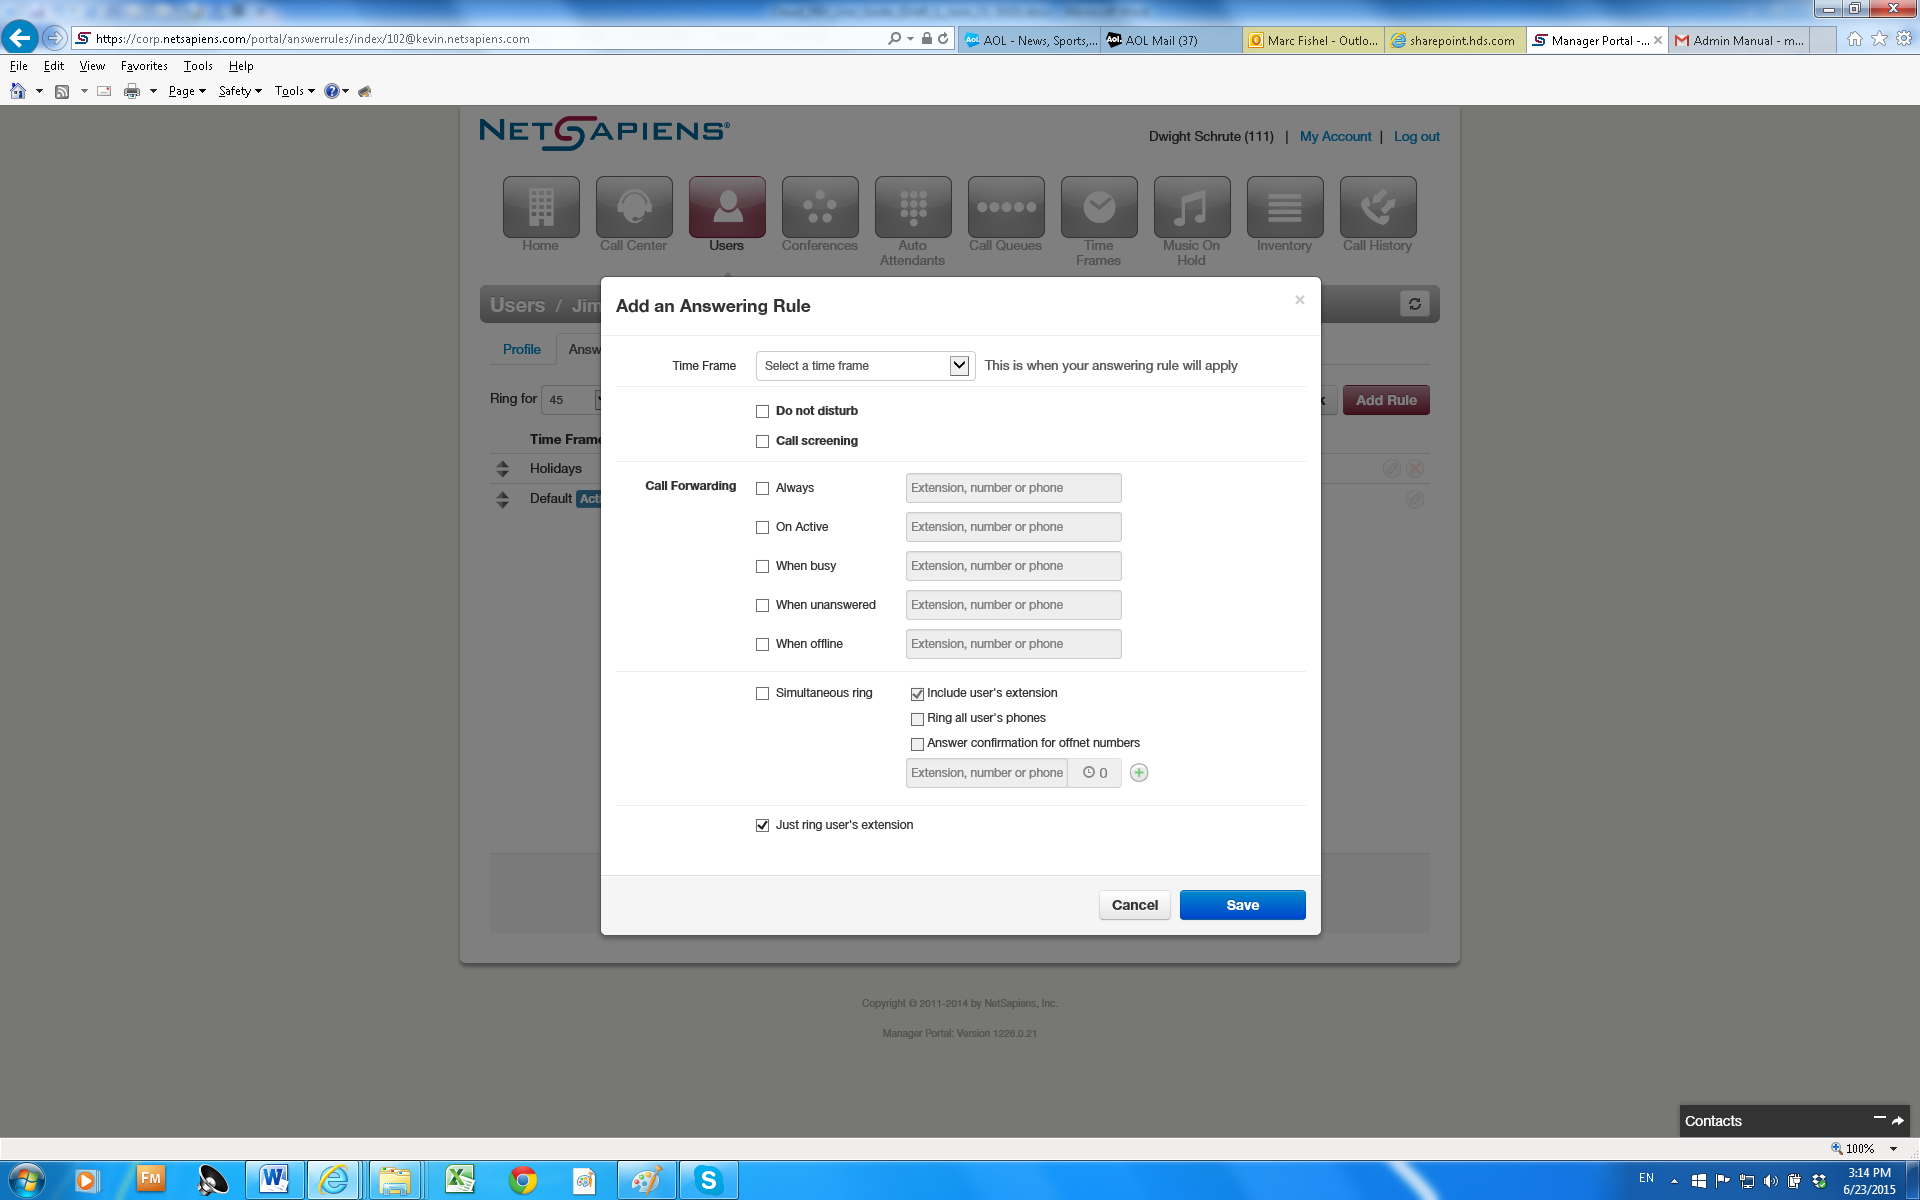 https://corp.netsapiens.com/portal/answerrules/index/102@kevin.netsapiens.com
AOL - News, Sports,...
AOL Mail (37)
Marc Fishel - Outlo...
sharepoint.hds.com
Manager Portal -...
Admin Manual - m...
File Edit View Favorites Tools Help
Page Safety Tools
NETSAPIENS®
Dwight Schrute (111) | My Account | Log out
Home
Call Center
Users
Conferences
Auto Attendants
Call Queues
Time Frames
Music On Hold
Inventory
Call History
Users / Jim
Add an Answering Rule
×
Profile
Answ
Time Frame Select a time frame This is when your answering rule will apply
Ring for 45
k
Add Rule
Do not disturb
Call screening
Time Frame
Holidays
Default Acti
Call Forwarding
Always Extension, number or phone
On Active Extension, number or phone
When busy Extension, number or phone
When unanswered Extension, number or phone
When offline Extension, number or phone
Simultaneous ring
Include user's extension
Ring all user's phones
Answer confirmation for offnet numbers
Extension, number or phone 0
Just ring user's extension
Cancel
Save
Copyright © 2011-2014 by NetSapiens, Inc.
Manager Portal: Version 1226.0.21
Contacts
100%
FM
EN
3:14 PM
6/23/2015